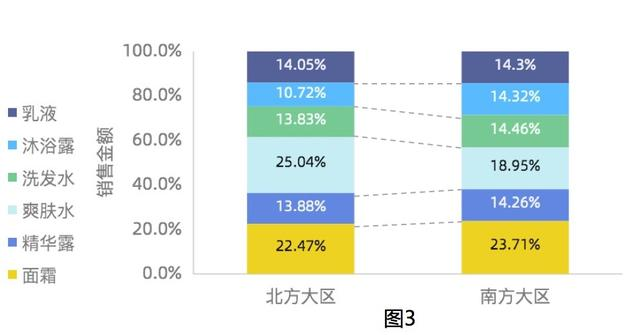 乳液
沐浴露
洗发水
爽肤水
精华露
面霜
销售金额
100.0%
80.0%
60.0%
40.0%
20.0%
0.0%
14.05%
10.72%
13.83%
25.04%
13.88%
22.47%
14.3%
14.32%
14.46%
18.95%
14.26%
23.71%
北方大区
南方大区
图3